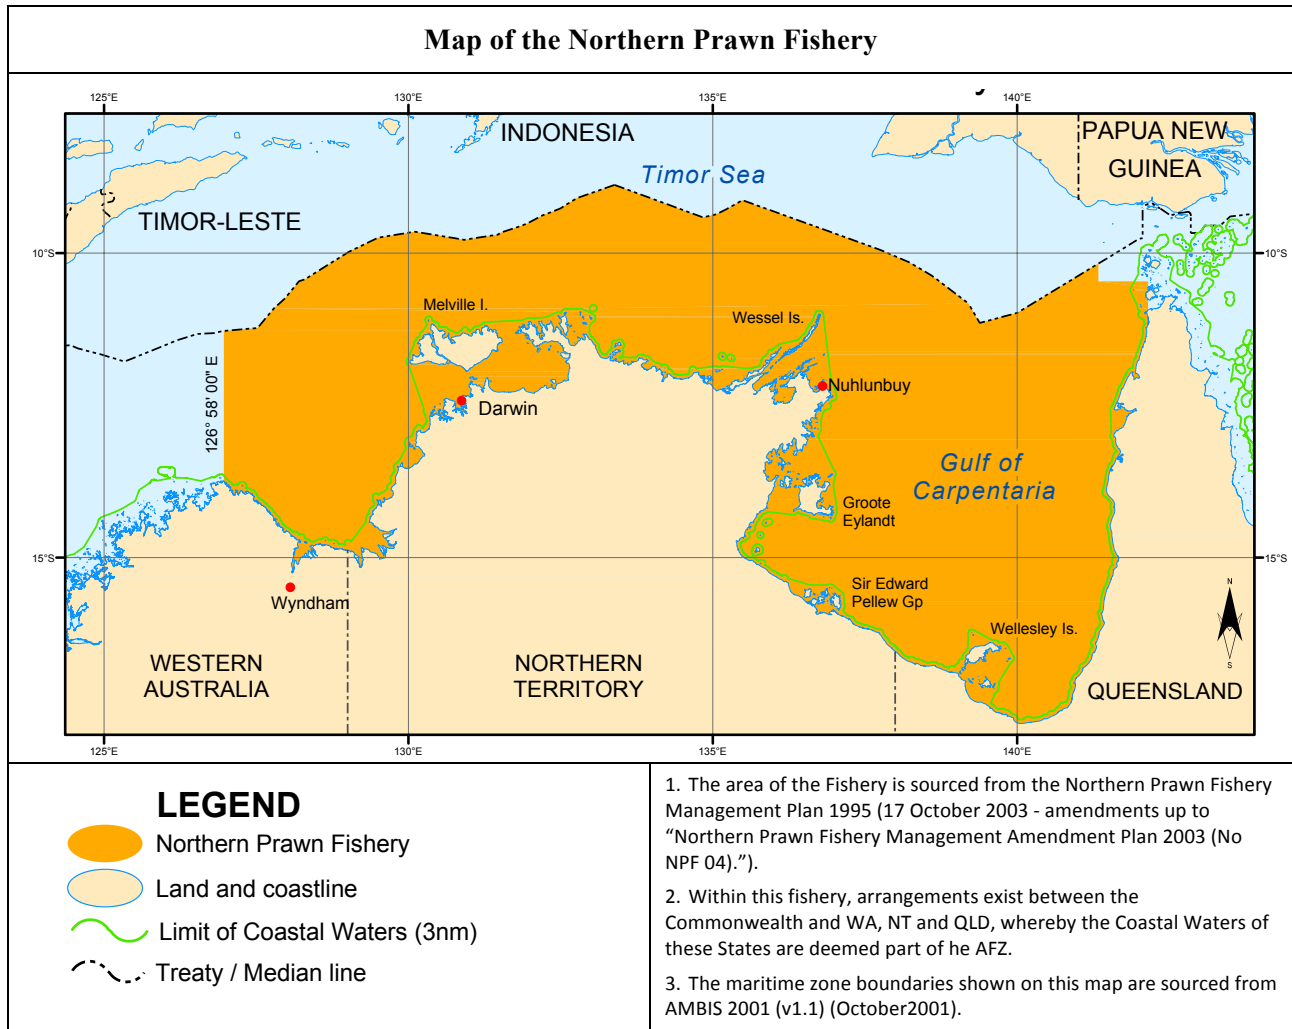 Map of the Northern Prawn Fishery
125°E 130°E 135°E 140°E
INDONESIA
PAPUA NEW
GUINEA
Timor Sea
TIMOR-LESTE
10°S 10°S
Melville I.
Wessel Is.
126° 58' 00" E
Nuhlunbuy
Darwin
Gulf of
Carpentaria
Groote
Eylandt
15°S 15°S
Sir Edward
Pellew Gp
Wyndham
N
S
Wellesley Is.
WESTERN
AUSTRALIA
NORTHERN
TERRITORY
QUEENSLAND
125°E 130°E 135°E 140°E
LEGEND
Northern Prawn Fishery
Land and coastline
Limit of Coastal Waters (3nm)
Treaty / Median line
1. The area of the Fishery is sourced from the Northern Prawn Fishery
Management Plan 1995 (17 October 2003 - amendments up to
“Northern Prawn Fishery Management Amendment Plan 2003 (No
NPF 04).”).
2. Within this fishery, arrangements exist between the
Commonwealth and WA, NT and QLD, whereby the Coastal Waters of
these States are deemed part of he AFZ.
3. The maritime zone boundaries shown on this map are sourced from
AMBIS 2001 (v1.1) (October2001).